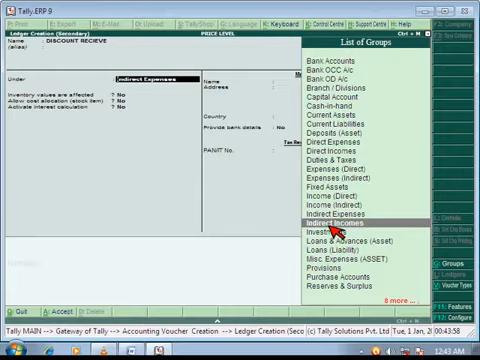 Tally.ERP 9
P: Print
E: Export
M: E-Mail
O: Upload
S: TallyShop
G: Language
K: Keyboard
K: Control Centre
H: Support Centre
H: Help
F2: Company
Ledger Creation (Secondary)
PRICE LEVEL
Ctrl + M
Name : DISCOUNT RECIEVE
(alias) :
List of Groups
Under : Indirect Expenses
Inventory values are affected ? No
Allow cost allocation (stock item) ? No
Activate interest calculation ? No
Name :
Address :
Country :
Provide bank details : No
PAN/IT No. :
Bank Accounts
Bank OCC A/c
Bank OD A/c
Branch / Divisions
Capital Account
Cash-in-hand
Current Assets
Current Liabilities
Deposits (Asset)
Direct Expenses
Direct Incomes
Duties & Taxes
Expenses (Direct)
Expenses (Indirect)
Fixed Assets
Income (Direct)
Income (Indirect)
Indirect Expenses
Indirect Incomes
Loans & Advances (Asset)
Loans (Liability)
Misc. Expenses (ASSET)
Provisions
Purchase Accounts
Reserves & Surplus
8 more ...
G: Groups
L: Ledgers
V: Voucher Types
F11: Features
F12: Configure
Q: Quit
A: Accept
D: Delete
Tally MAIN --> Gateway of Tally --> Accounting Voucher Creation --> Ledger Creation (Seco
(c) Tally Solutions Pvt. Ltd
Tue, 1 Jan, 20
00:43:58
12:43 AM